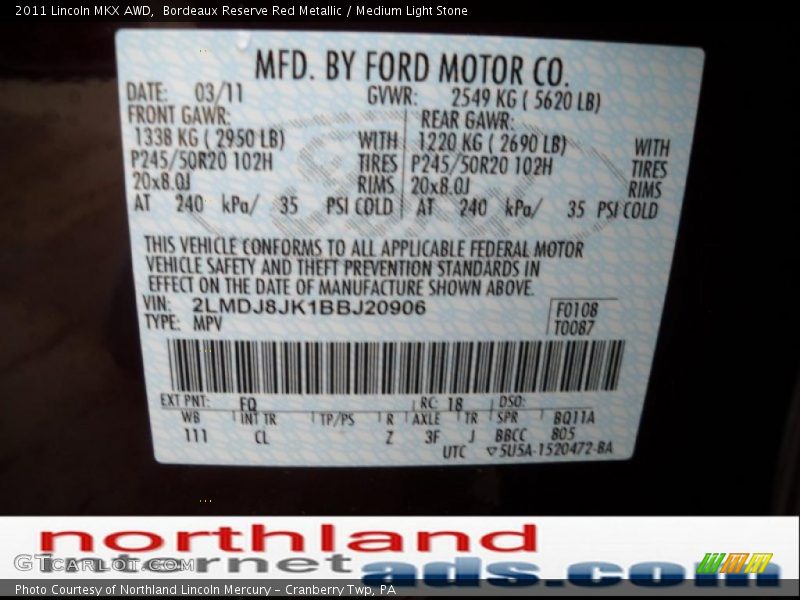 2011 Lincoln MKX AWD,  Bordeaux Reserve Red Metallic / Medium Light Stone
MFD. BY FORD MOTOR CO.
DATE: 03/11 GVWR: 2549 KG ( 5620 LB)
FRONT GAWR: REAR GAWR:
1338 KG ( 2950 LB) WITH 1220 KG ( 2690 LB) WITH
P245/50R20 102H TIRES P245/50R20 102H TIRES
20x8.0J RIMS 20x8.0J RIMS
AT 240 kPa/ 35 PSI COLD AT 240 kPa/ 35 PSI COLD
THIS VEHICLE CONFORMS TO ALL APPLICABLE FEDERAL MOTOR
VEHICLE SAFETY AND THEFT PREVENTION STANDARDS IN
EFFECT ON THE DATE OF MANUFACTURE SHOWN ABOVE.
VIN: 2LMDJ8JK1BBJ20906 F0108
TYPE: MPV T0087
EXT PNT: FQ RC: 18 DSO:
WB INT TR TP/PS R AXLE TR SPR BQ11A
111 CL Z 3F J BBCC 805
UTC ▽5U5A-1520472-BA
northland
internet
ads.com
GTCARLOT.COM
Photo Courtesy of Northland Lincoln Mercury – Cranberry Twp, PA